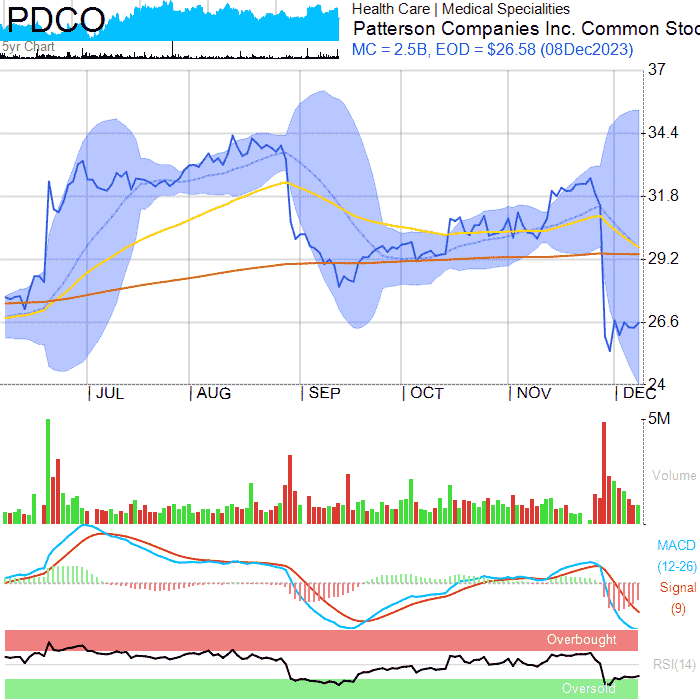 PDCO
5yr Chart
Health Care | Medical Specialities
Patterson Companies Inc. Common Stoc
MC = 2.5B, EOD = $26.58 (08Dec2023)
37
34.4
31.8
29.2
26.6
24
JUL AUG SEP OCT NOV DEC
5M
Volume
MACD
(12-26)
Signal
(9)
Overbought
RSI(14)
Oversold